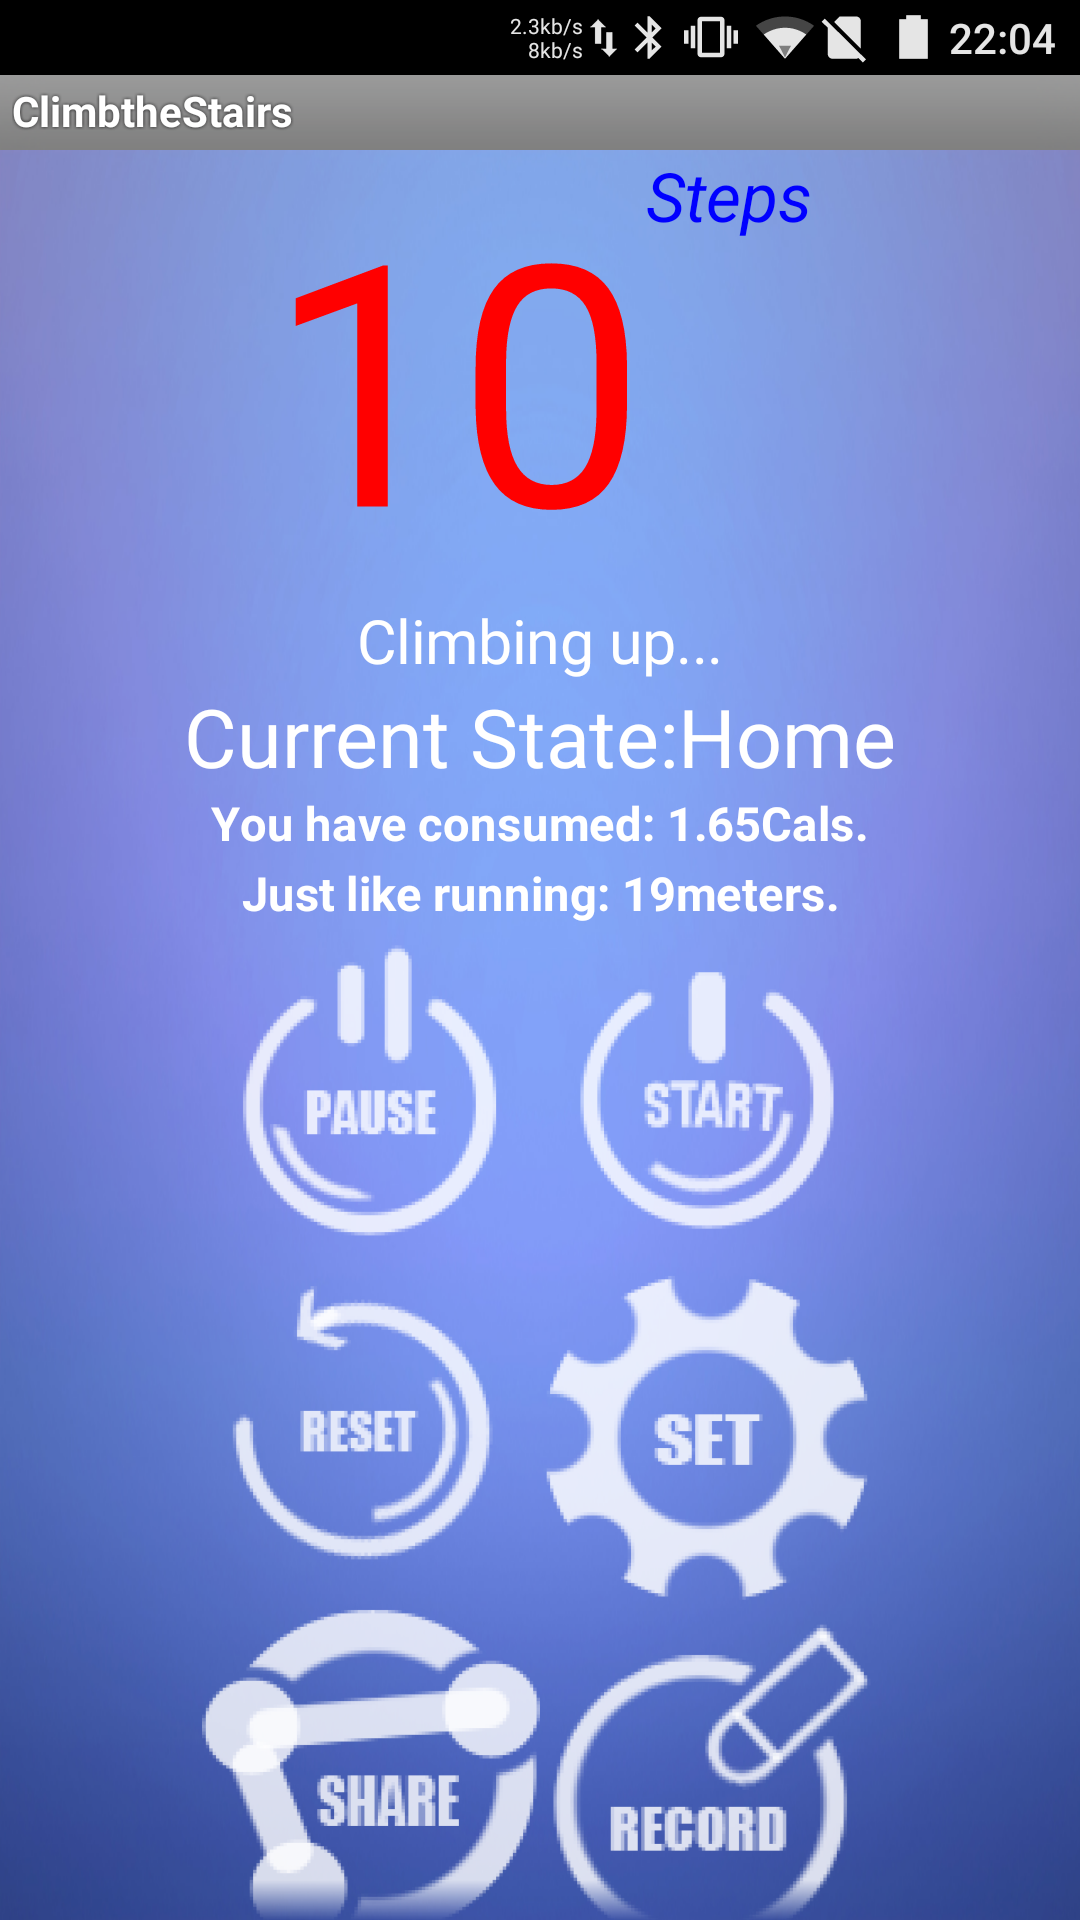 2.3kb/s
8kb/s
22:04
ClimbtheStairs
Steps
10
Climbing up...
Current State:Home
You have consumed: 1.65Cals.
Just like running: 19meters.
PAUSE
START
RESET
SET
SHARE
RECORD